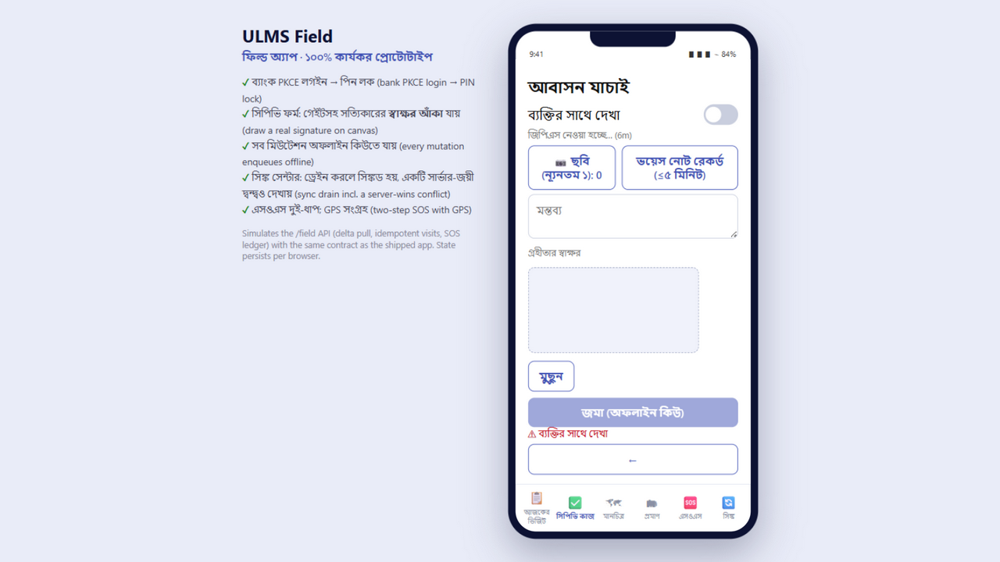 ULMS Field
ফিল্ড অ্যাপ · ১০০% কার্যকর প্রোটোটাইপ
✓ ব্যাংক PKCE লগইন → পিন লক (bank PKCE login → PIN
lock)
✓ সিপিভি ফর্ম: গেইটসহ সত্যিকারের স্বাক্ষর আঁকা যায়
(draw a real signature on canvas)
✓ সব মিউটেশন অফলাইন কিউতে যায় (every mutation
enqueues offline)
✓ সিঙ্ক সেন্টার: ড্রেইন করলে সিঙ্কড হয়, একটি সার্ভার-জয়ী
দ্বন্দ্বও দেখায় (sync drain incl. a server-wins conflict)
✓ এসওএস দুই-ধাপ; GPS সংগ্রহ (two-step SOS with GPS)
Simulates the /field API (delta pull, idempotent visits, SOS
ledger) with the same contract as the shipped app. State
persists per browser.
9:41
~ 84%
আবাসন যাচাই
ব্যক্তির সাথে দেখা
জিপিএস নেওয়া হচ্ছে… (6m)
ছবি
(ন্যূনতম ১): 0
ভয়েস নোট রেকর্ড
(≤৫ মিনিট)
মন্তব্য
গ্রহীতার স্বাক্ষর
মুছুন
জমা (অফলাইন কিউ)
⚠ ব্যক্তির সাথে দেখা
←
আজকের
ভিজিট
সিপিভি কাজ
মানচিত্র
প্রমাণ
SOS
এসওএস
সিঙ্ক